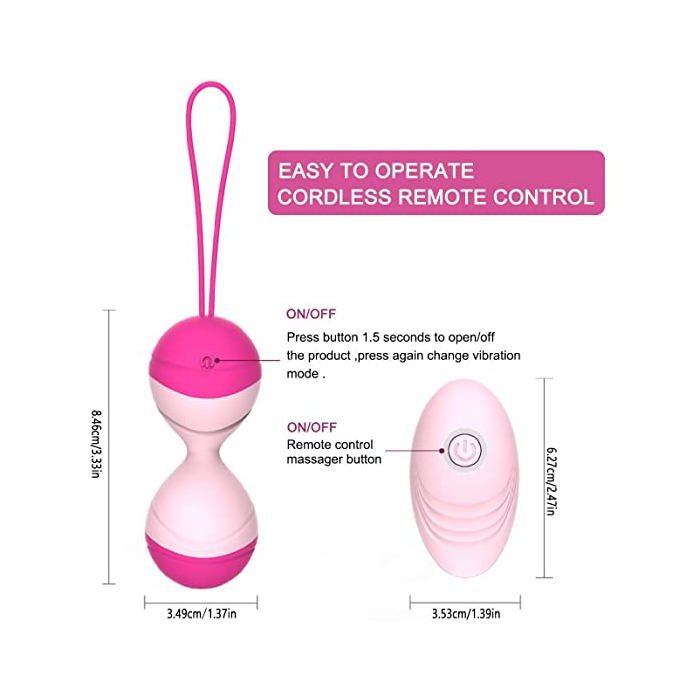 EASY TO OPERATE
CORDLESS REMOTE CONTROL
ON/OFF
Press button 1.5 seconds to open/off
the product ,press again change vibration
mode .
ON/OFF
Remote control
massager button
8.46cm/3.33in
6.27cm/2.47in
3.49cm/1.37in
3.53cm/1.39in